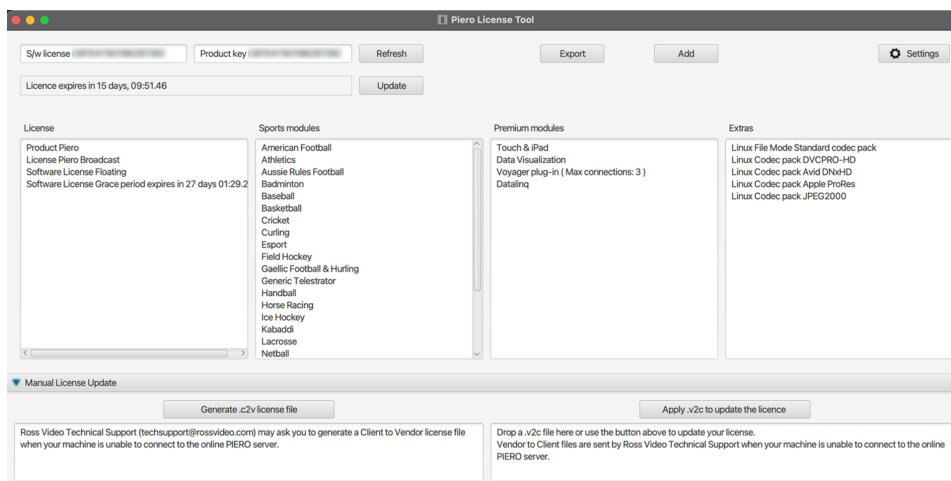 Piero License Tool
S/w license
Product key
Refresh
Export
Add
Settings
Licence expires in 15 days, 09:51.46
Update
License
Product Piero
License Piero Broadcast
Software License Floating
Software License Grace period expires in 27 days 01:29.2
Sports modules
American Football
Athletics
Aussie Rules Football
Badminton
Baseball
Basketball
Cricket
Curling
Esport
Field Hockey
Gaellic Football & Hurling
Generic Telestrator
Handball
Horse Racing
Ice Hockey
Kabaddi
Lacrosse
Netball
Premium modules
Touch & iPad
Data Visualization
Voyager plug-in ( Max connections: 3 )
Datalinq
Extras
Linux File Mode Standard codec pack
Linux Codec pack DVCPRO-HD
Linux Codec pack Avid DNxHD
Linux Codec pack Apple ProRes
Linux Codec pack JPEG2000
Manual License Update
Generate .c2v license file
Ross Video Technical Support (techsupport@rossvideo.com) may ask you to generate a Client to Vendor license file
when your machine is unable to connect to the online PIERO server.
Apply .v2c to update the licence
Drop a .v2c file here or use the button above to update your license.
Vendor to Client files are sent by Ross Video Technical Support when your machine is unable to connect to the online
PIERO server.